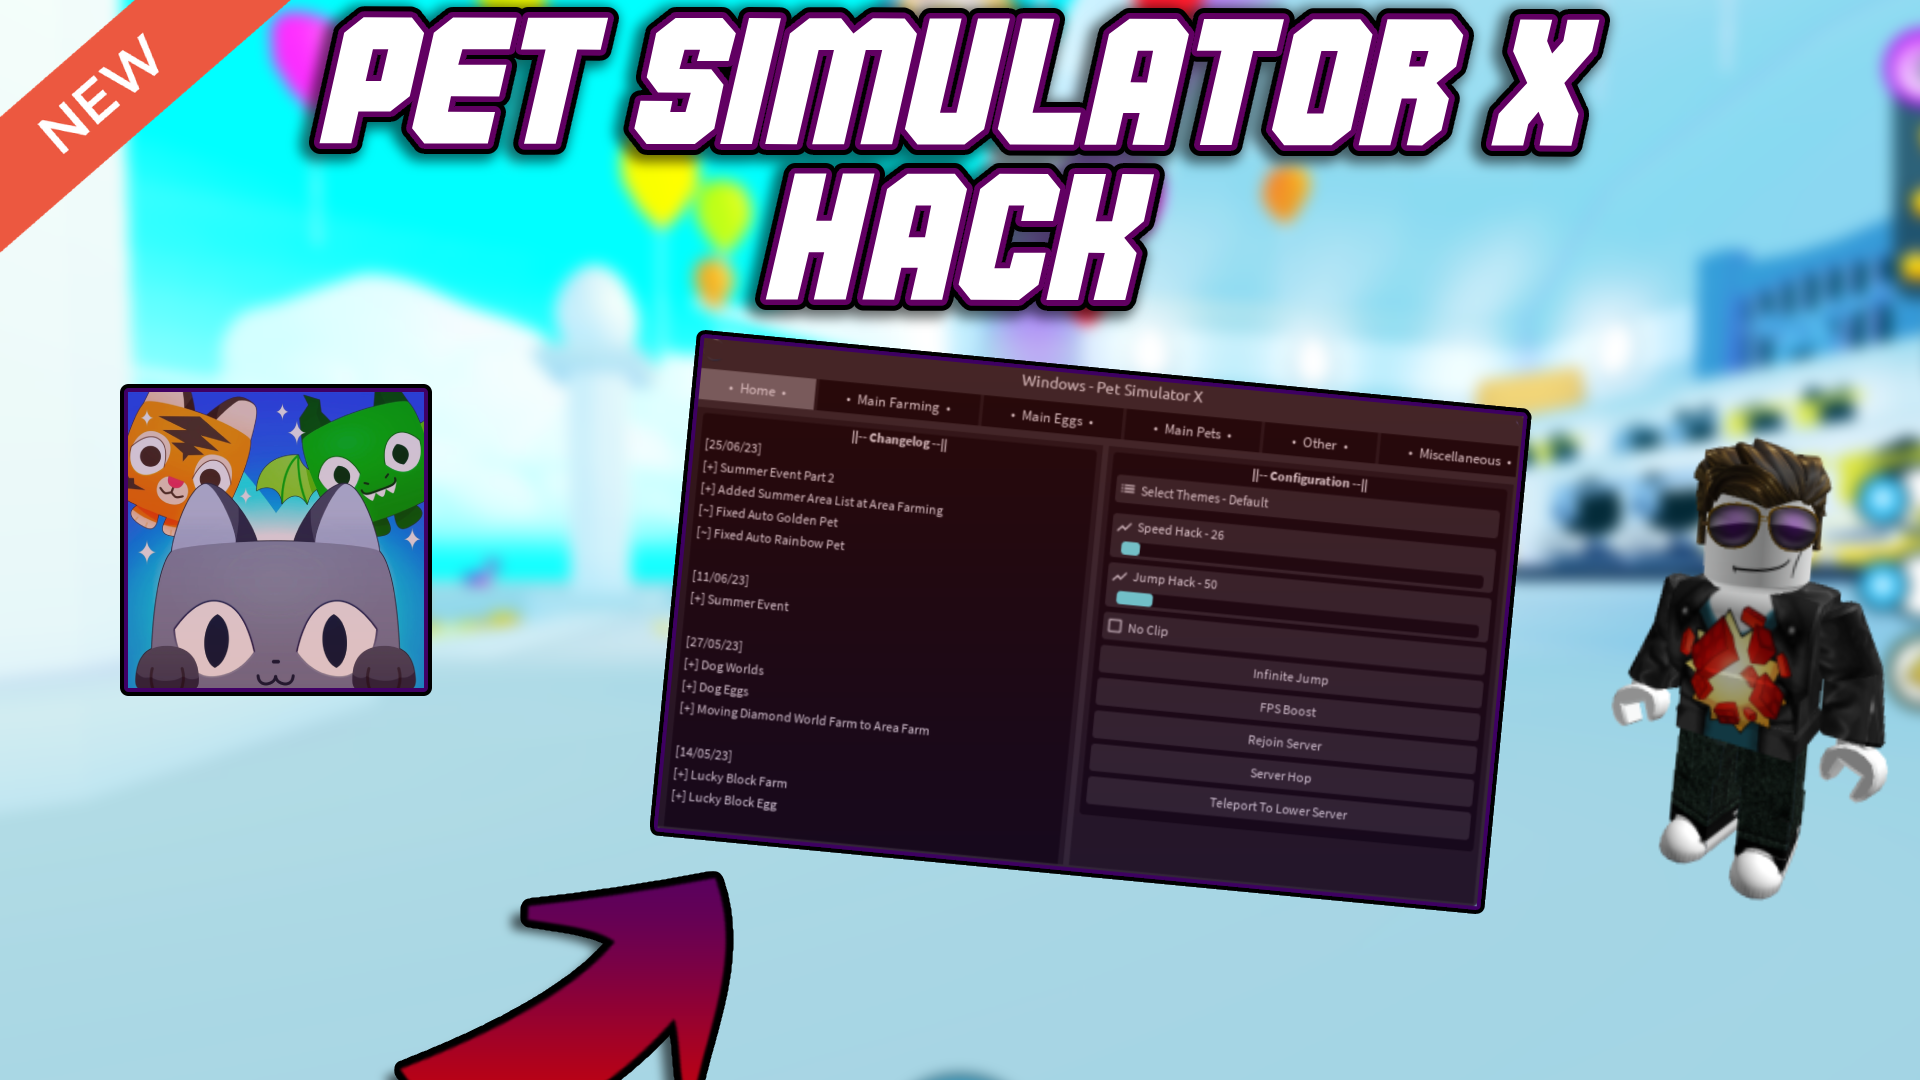 NEW
PET SIMULATOR X
HACK
Windows - Pet Simulator X
• Home •
• Main Farming •
• Main Eggs •
• Main Pets •
• Other •
• Miscellaneous •
||-- Changelog --||
[25/06/23]
[+] Summer Event Part 2
[+] Added Summer Area List at Area Farming
[~] Fixed Auto Golden Pet
[~] Fixed Auto Rainbow Pet
[11/06/23]
[+] Summer Event
[27/05/23]
[+] Dog Worlds
[+] Dog Eggs
[+] Moving Diamond World Farm to Area Farm
[14/05/23]
[+] Lucky Block Farm
[+] Lucky Block Egg
||-- Configuration --||
Select Themes - Default
Speed Hack - 26
Jump Hack - 50
No Clip
Infinite Jump
FPS Boost
Rejoin Server
Server Hop
Teleport To Lower Server